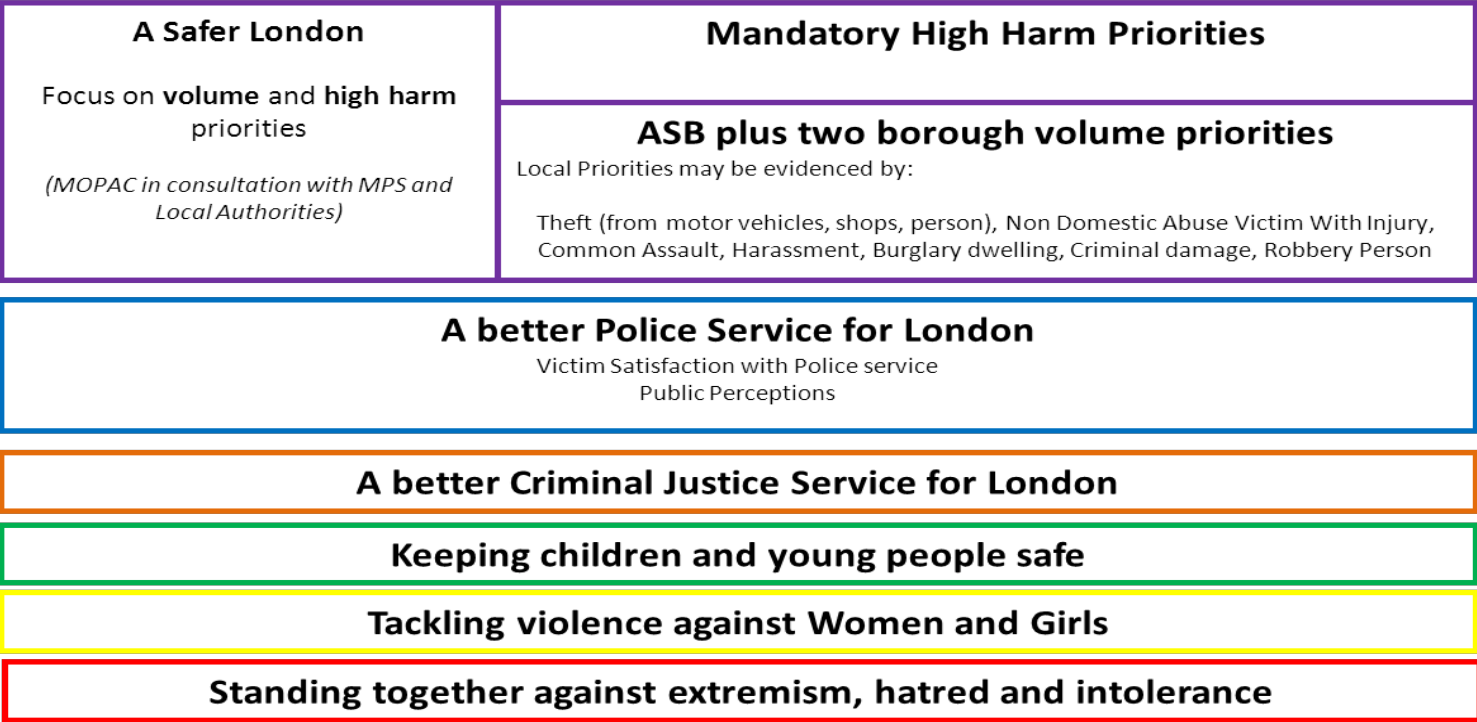 A Safer London
Focus on volume and high harm
priorities
(MOPAC in consultation with MPS and
Local Authorities)
Mandatory High Harm Priorities
ASB plus two borough volume priorities
Local Priorities may be evidenced by:
Theft (from motor vehicles, shops, person), Non Domestic Abuse Victim With Injury,
Common Assault, Harassment, Burglary dwelling, Criminal damage, Robbery Person
A better Police Service for London
Victim Satisfaction with Police service
Public Perceptions
A better Criminal Justice Service for London
Keeping children and young people safe
Tackling violence against Women and Girls
Standing together against extremism, hatred and intolerance